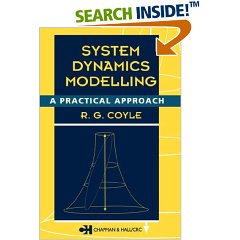 SEARCH INSIDE!™
SYSTEM
DYNAMICS
MODELLING
A PRACTICAL APPROACH
R. G. COYLE
CHAPMAN & HALL/CRC